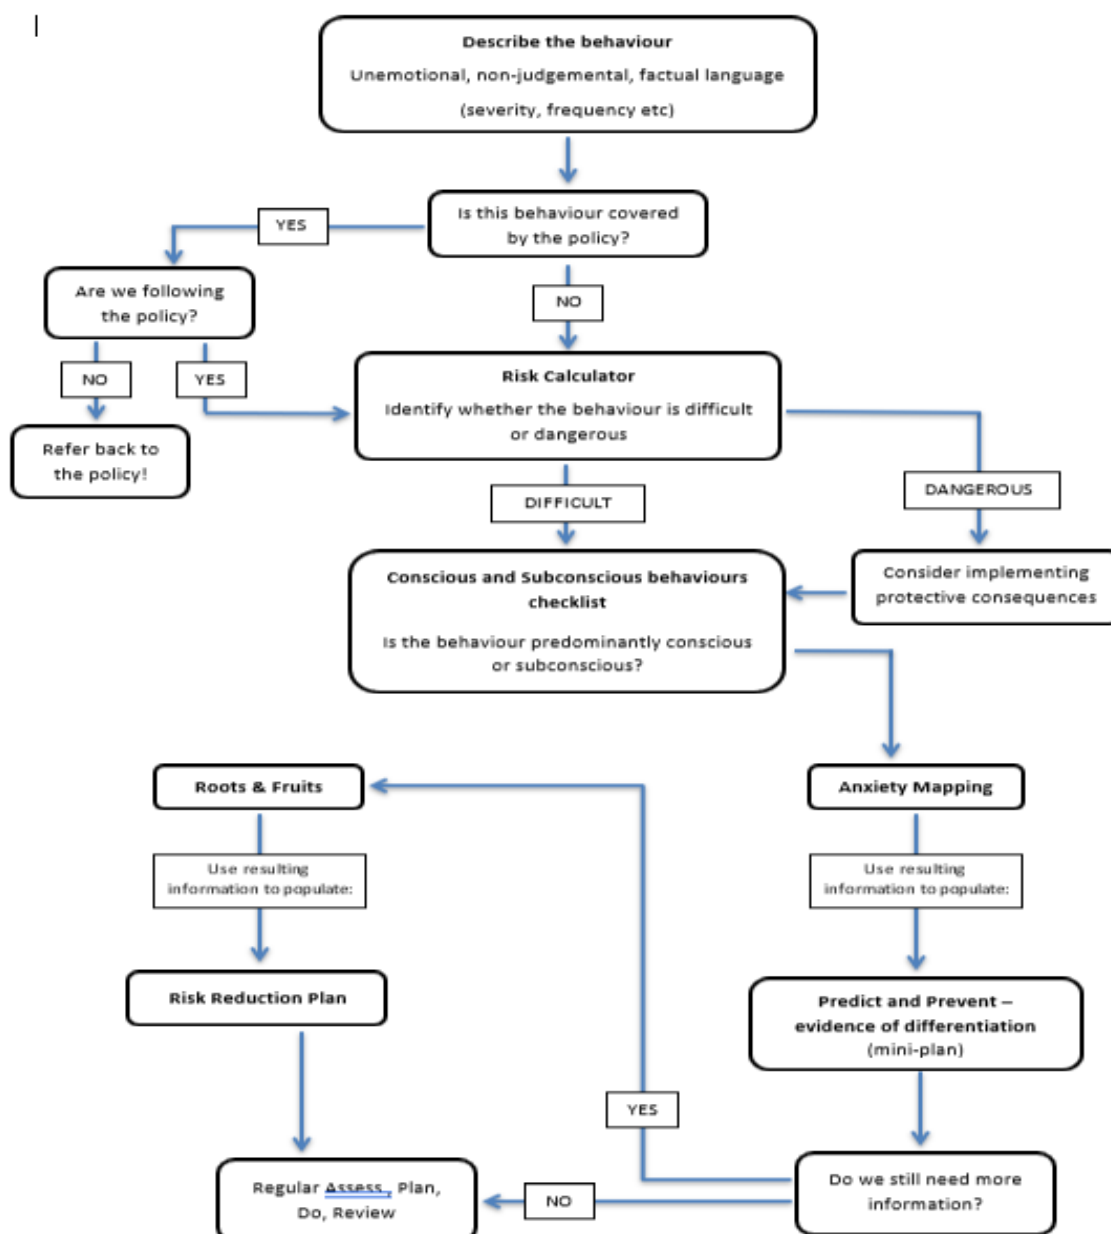 Describe the behaviour
Unemotional, non-judgemental, factual language
(severity, frequency etc)
Is this behaviour covered
by the policy?
YES
Are we following
the policy?
NO
NO
YES
Refer back to
the policy!
Risk Calculator
Identify whether the behaviour is difficult
or dangerous
DIFFICULT
DANGEROUS
Conscious and Subconscious behaviours
checklist
Is the behaviour predominantly conscious
or subconscious?
Consider implementing
protective consequences
Roots & Fruits
Anxiety Mapping
Use resulting
information to populate:
Use resulting
information to populate:
Risk Reduction Plan
Predict and Prevent –
evidence of differentiation
(mini-plan)
YES
Regular Assess , Plan,
Do, Review
NO
Do we still need more
information?